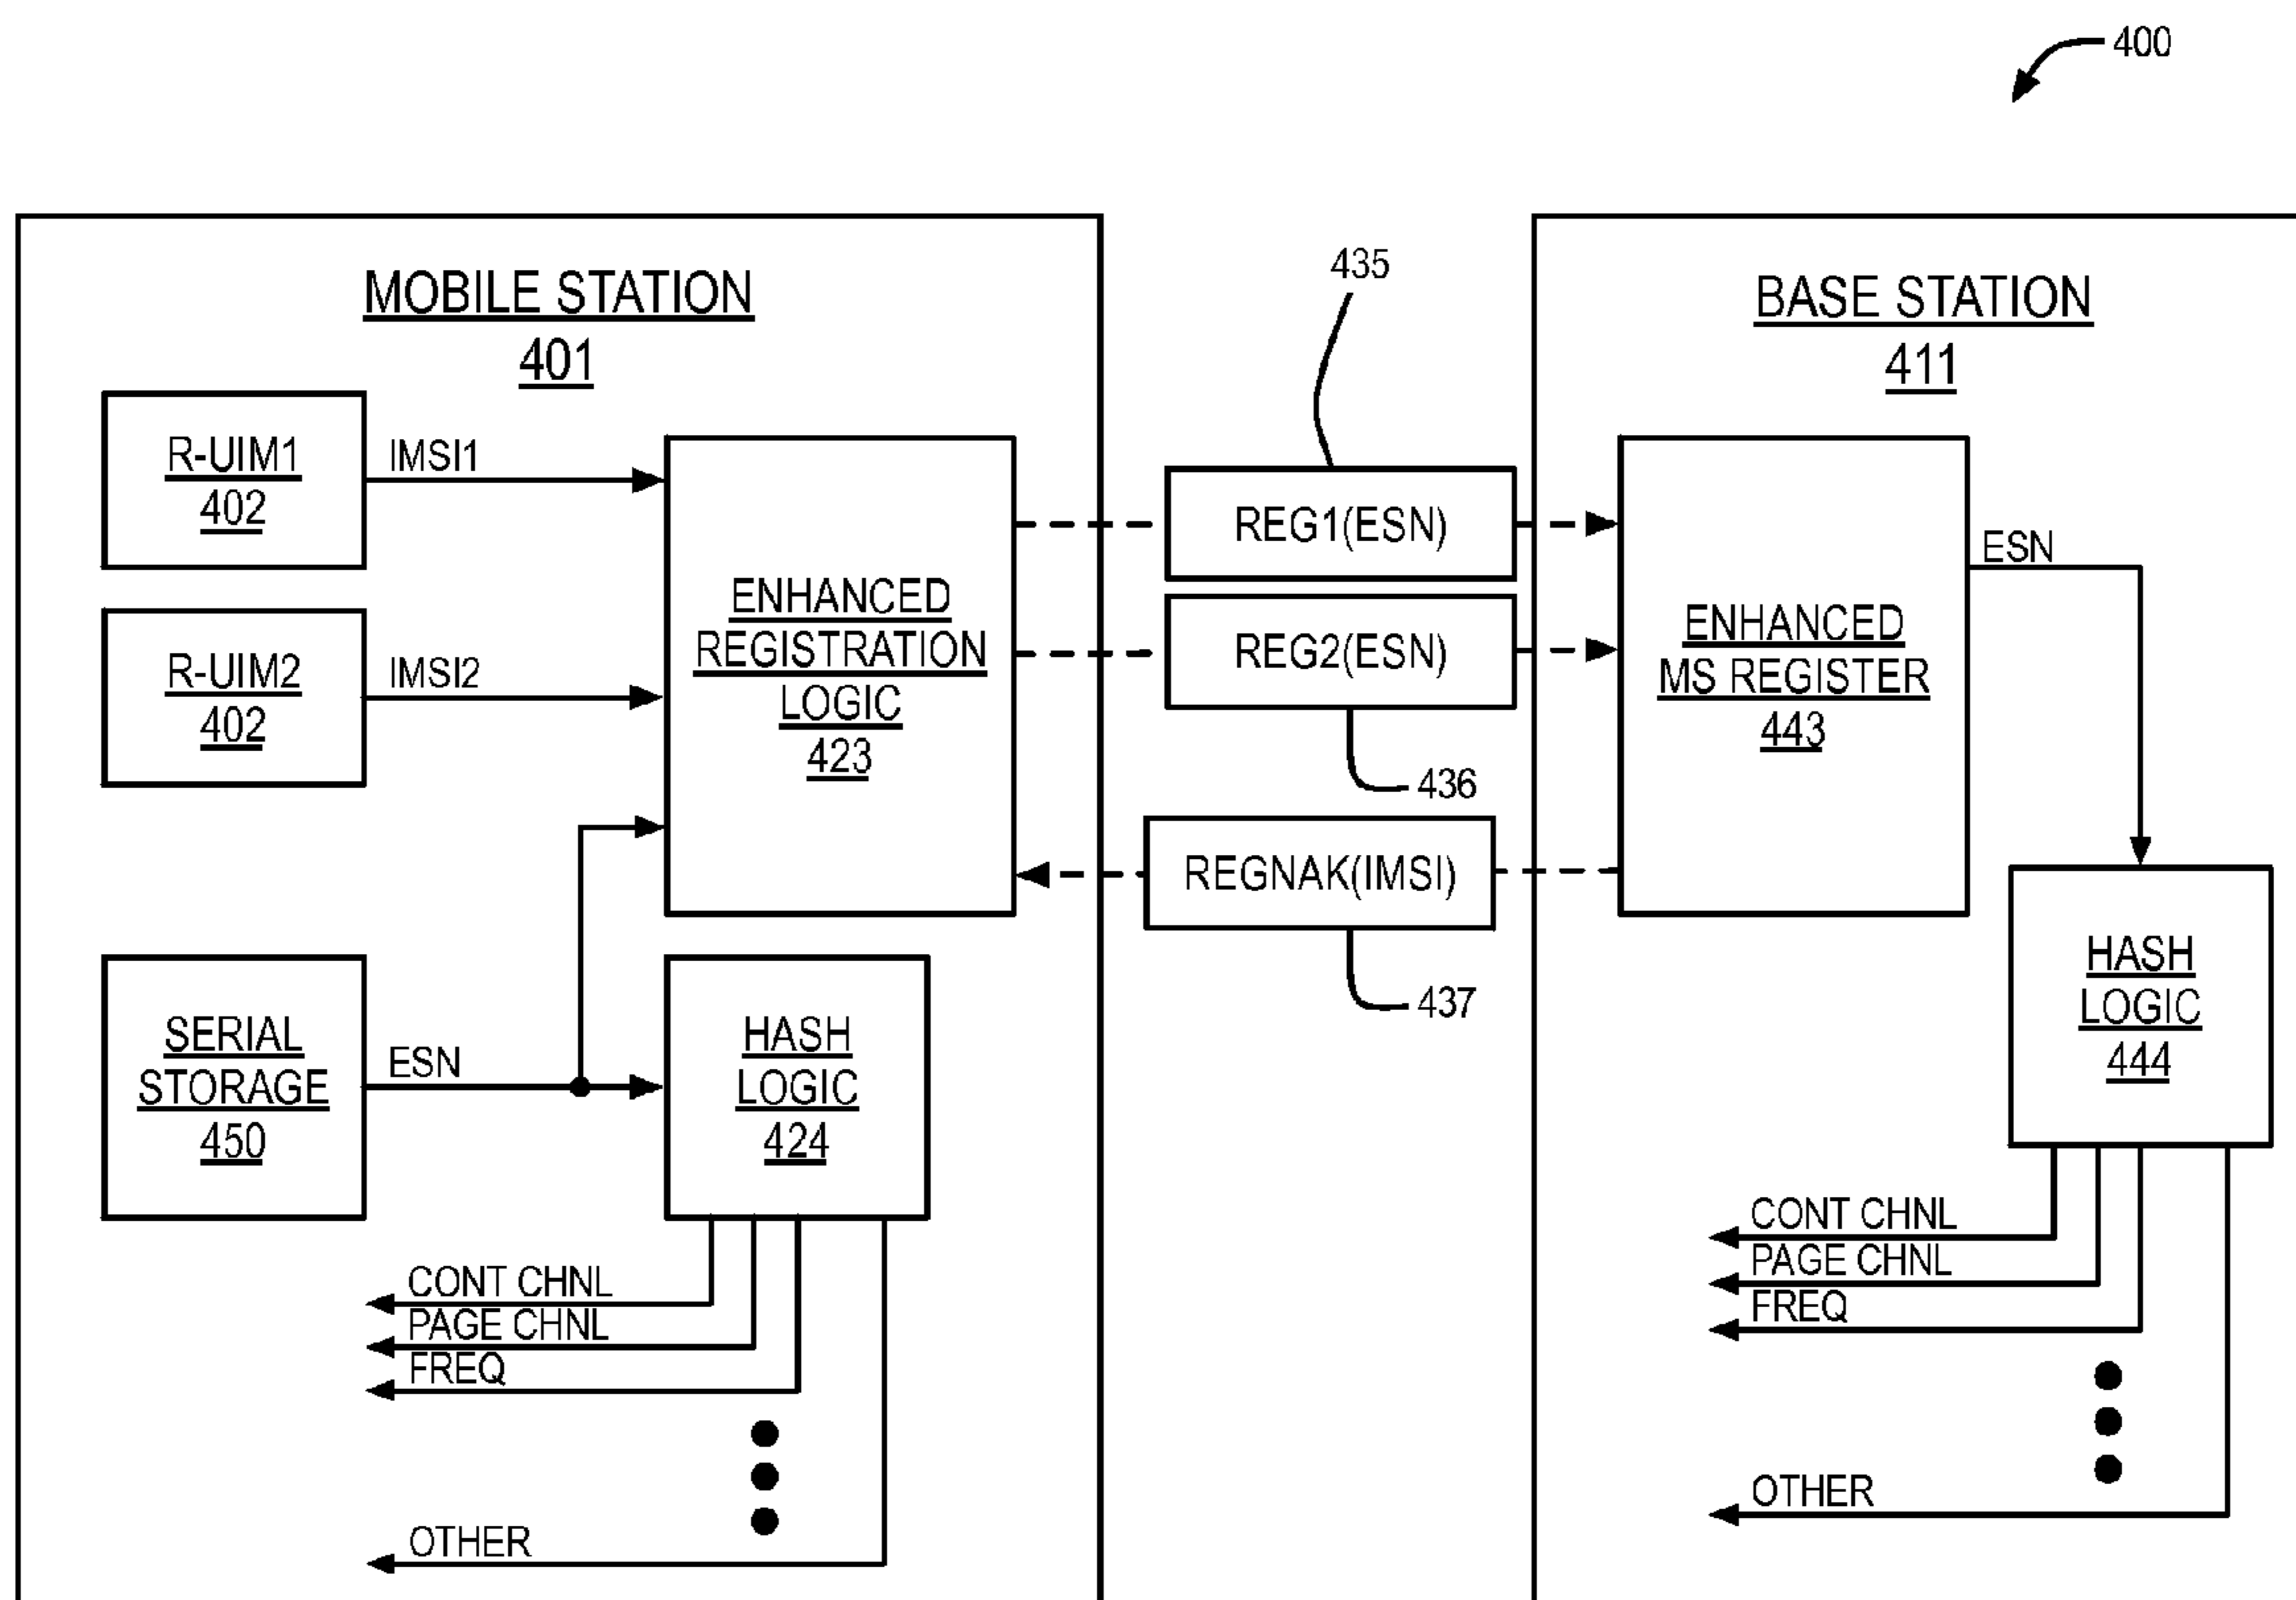 400
MOBILE STATION
401
R-UIM1
402
IMSI1
R-UIM2
402
IMSI2
ENHANCED
REGISTRATION
LOGIC
423
SERIAL
STORAGE
450
ESN
HASH
LOGIC
424
CONT CHNL
PAGE CHNL
FREQ
OTHER
435
REG1(ESN)
REG2(ESN)
436
REGNAK(IMSI)
437
BASE STATION
411
ENHANCED
MS REGISTER
443
ESN
HASH
LOGIC
444
CONT CHNL
PAGE CHNL
FREQ
OTHER